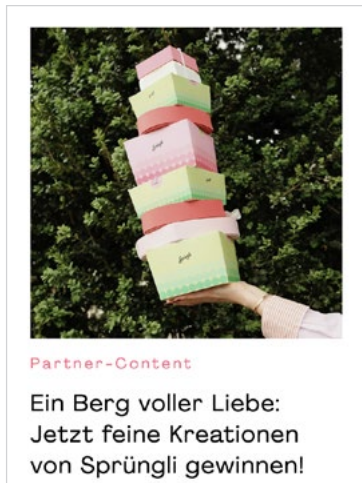 Partner-Content
Ein Berg voller Liebe:
Jetzt feine Kreationen
von Sprüngli gewinnen!